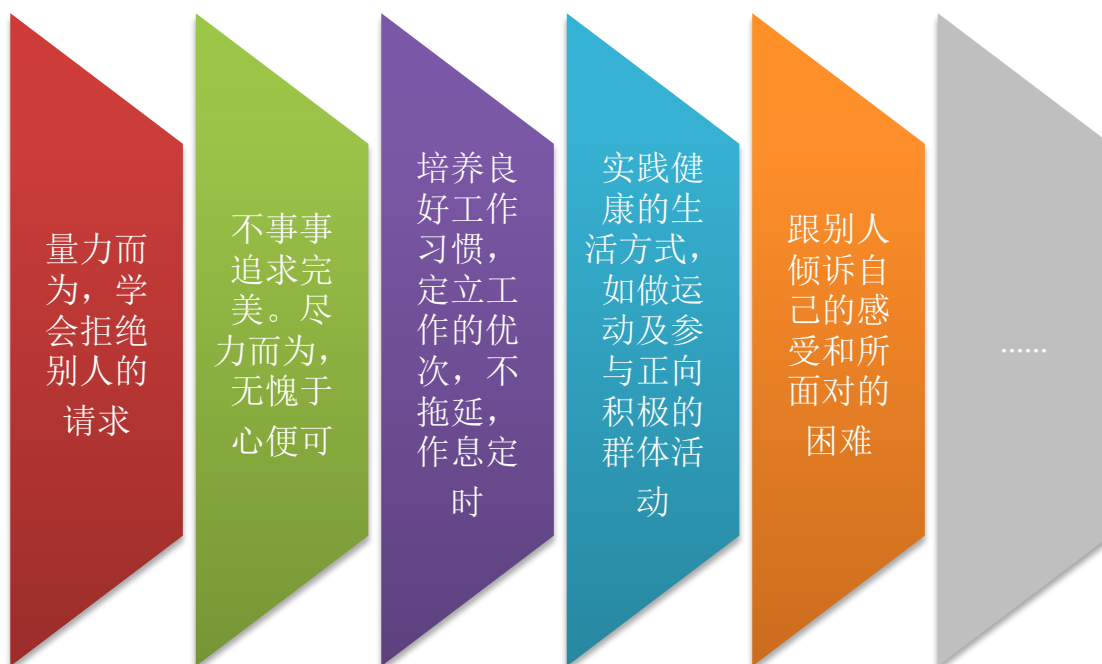 量力而
为，学
会拒绝
别人的
请求
不事事
追求完
美。尽
力而为，
无愧于
心便可
培养良
好工作
习惯，
定立工
作的优
次，不
拖延，
作息定
时
实践健
康的生
活方式，
如做运
动及参
与正向
积极的
群体活
动
跟别人
倾诉自
己的感
受和所
面对的
困难
......